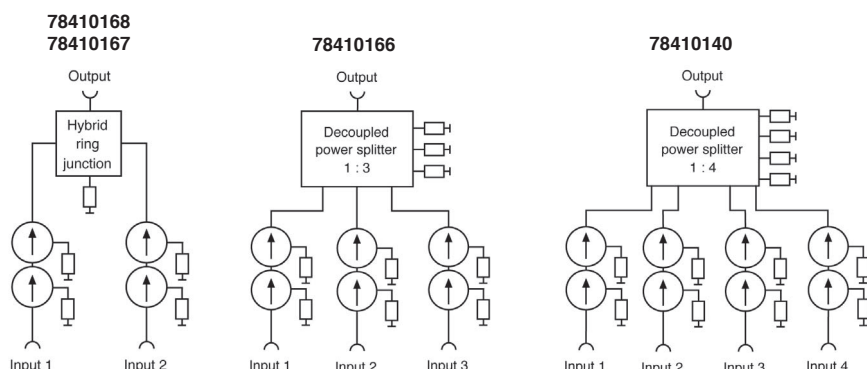 78410168
78410167
Output
Hybrid
ring
junction
Input 1
Input 2
78410166
Output
Decoupled
power splitter
1 : 3
Input 1
Input 2
Input 3
78410140
Output
Decoupled
power splitter
1 : 4
Input 1
Input 2
Input 3
Input 4